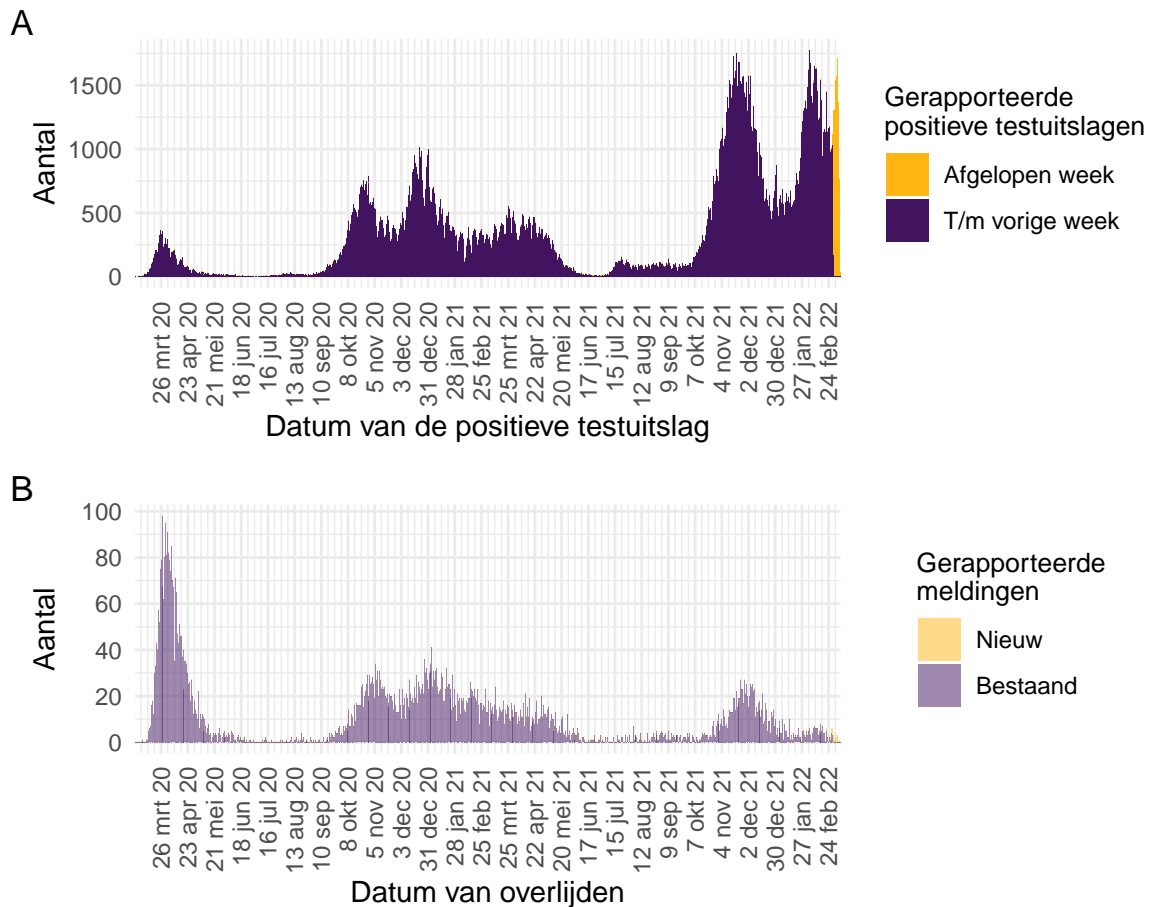 A
Aantal
1500
1000
500
0
26 mrt 20
23 apr 20
21 mei 20
18 jun 20
16 jul 20
13 aug 20
10 sep 20
8 okt 20
5 nov 20
3 dec 20
31 dec 20
28 jan 21
25 feb 21
25 mrt 21
22 apr 21
20 mei 21
17 jun 21
15 jul 21
12 aug 21
9 sep 21
7 okt 21
4 nov 21
2 dec 21
30 dec 21
27 jan 22
24 feb 22
Datum van de positieve testuitslag
Gerapporteerde
positieve testuitslagen
Afgelopen week
T/m vorige week
B
Aantal
100
80
60
40
20
0
26 mrt 20
23 apr 20
21 mei 20
18 jun 20
16 jul 20
13 aug 20
10 sep 20
8 okt 20
5 nov 20
3 dec 20
31 dec 20
28 jan 21
25 feb 21
25 mrt 21
22 apr 21
20 mei 21
17 jun 21
15 jul 21
12 aug 21
9 sep 21
7 okt 21
4 nov 21
2 dec 21
30 dec 21
27 jan 22
24 feb 22
Datum van overlijden
Gerapporteerde
meldingen
Nieuw
Bestaand